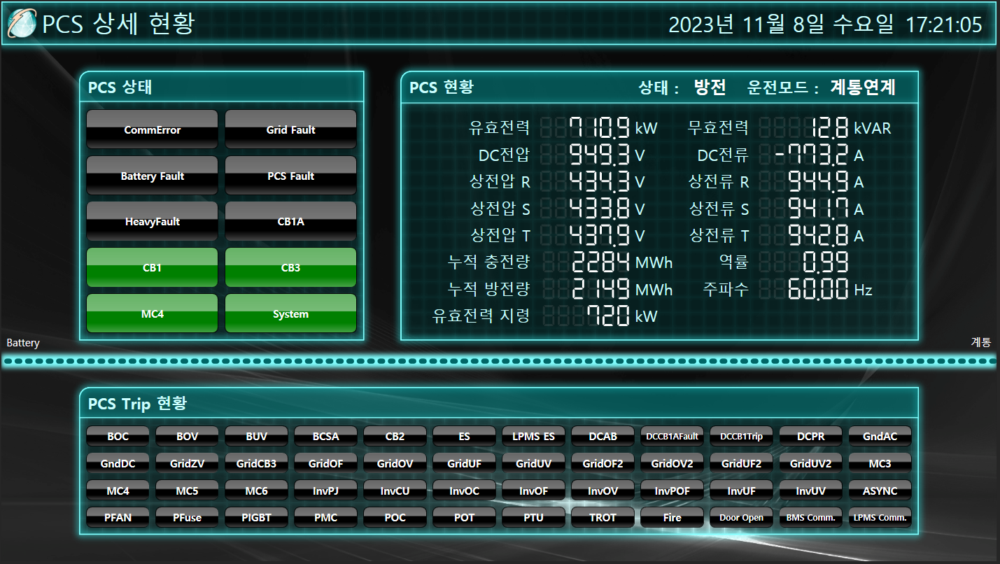 PCS 상세 현황 2023년 11월 8일 수요일 17:21:05
PCS 상태
CommError Grid Fault
Battery Fault PCS Fault
HeavyFault CB1A
CB1 CB3
MC4 System
PCS 현황 상태 : 방전 운전모드 : 계통연계
유효전력 710.9 kW 무효전력 12.8 kVAR
DC전압 949.3 V DC전류 -773.2 A
상전압 R 434.3 V 상전류 R 944.9 A
상전압 S 433.8 V 상전류 S 941.7 A
상전압 T 437.9 V 상전류 T 942.8 A
누적 충전량 2284 MWh 역률 0.99
누적 방전량 2149 MWh 주파수 60.00 Hz
유효전력 지령 720 kW
Battery 계통
PCS Trip 현황
BOC BOV BUV BCSA CB2 ES LPMS ES DCAB DCCB1AFault DCCB1Trip DCPR GndAC
GndDC GridZV GridCB3 GridOF GridOV GridUF GridUV GridOF2 GridOV2 GridUF2 GridUV2 MC3
MC4 MC5 MC6 InvPJ InvCU InvOC InvOF InvOV InvPOF InvUF InvUV ASYNC
PFAN PFuse PIGBT PMC POC POT PTU TROT Fire Door Open BMS Comm. LPMS Comm.